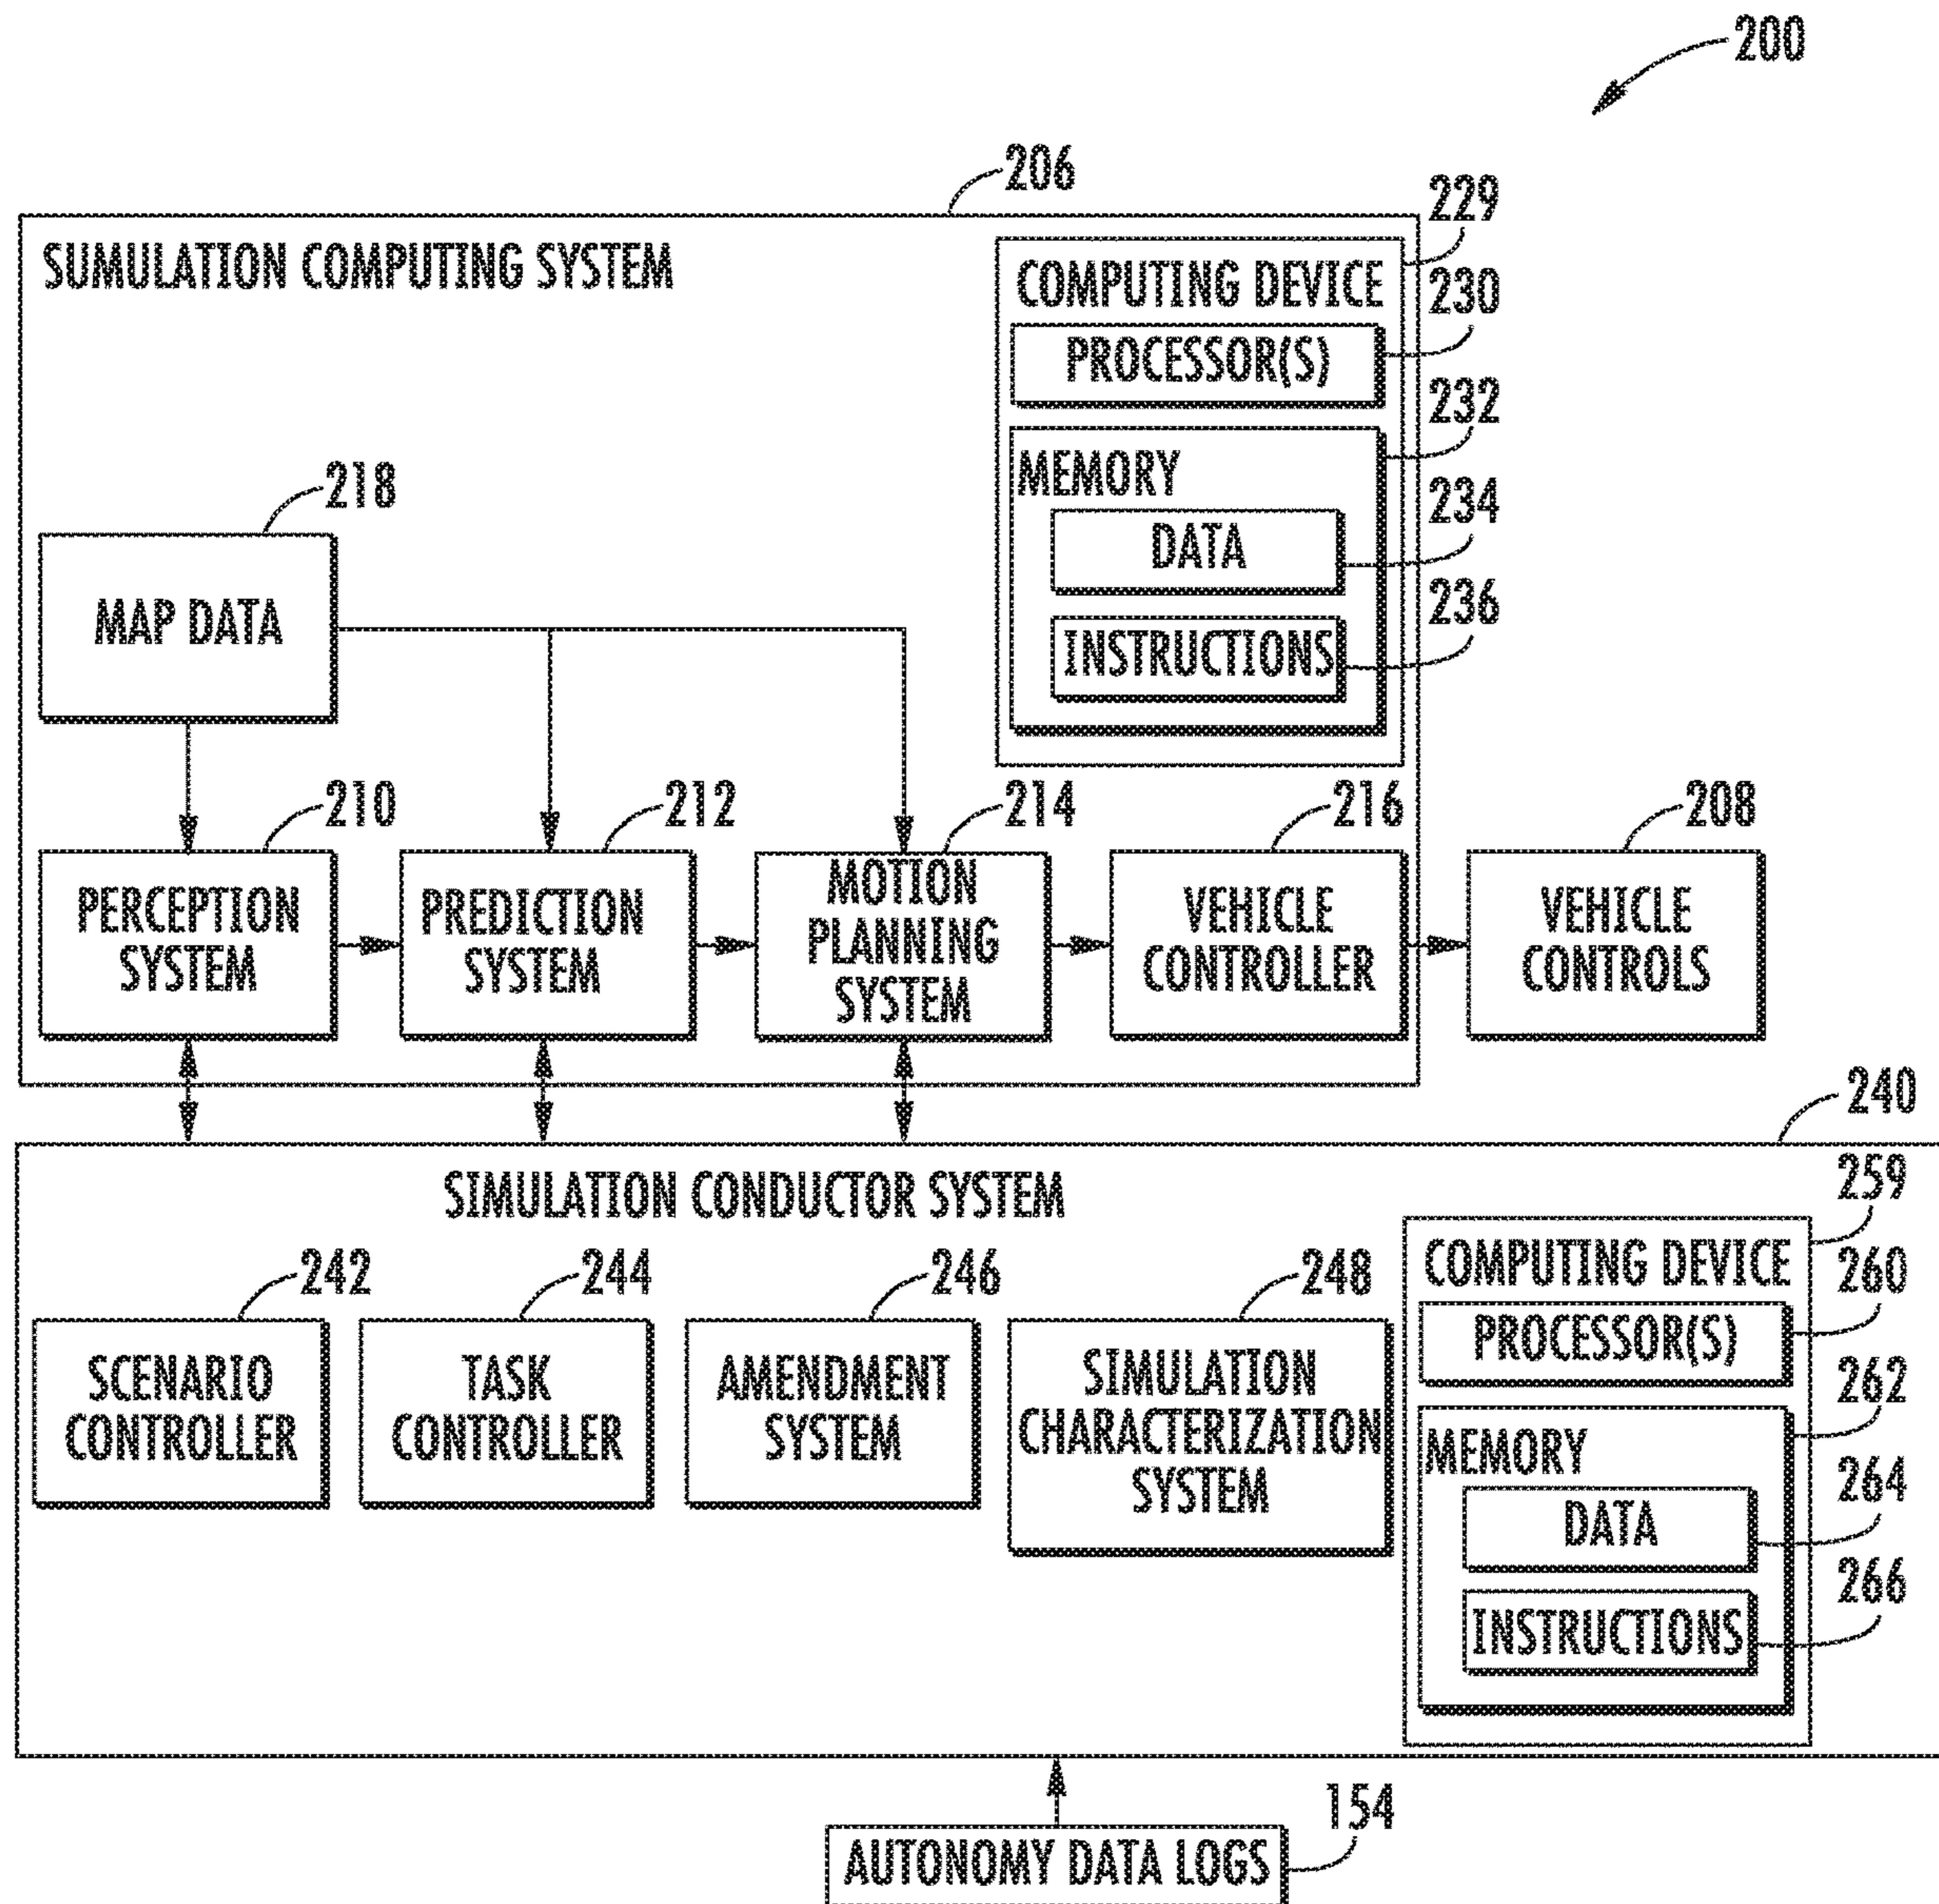 200
206
229
SUMULATION COMPUTING SYSTEM
COMPUTING DEVICE
230
PROCESSOR(S)
232
MEMORY
218
234
DATA
MAP DATA
236
INSTRUCTIONS
210
212
214
216
208
PERCEPTION
SYSTEM
PREDICTION
SYSTEM
MOTION
PLANNING
SYSTEM
VEHICLE
CONTROLLER
VEHICLE
CONTROLS
240
SIMULATION CONDUCTOR SYSTEM
259
242
244
246
248
COMPUTING DEVICE
260
SCENARIO
CONTROLLER
TASK
CONTROLLER
AMENDMENT
SYSTEM
SIMULATION
CHARACTERIZATION
SYSTEM
PROCESSOR(S)
262
MEMORY
264
DATA
266
INSTRUCTIONS
154
AUTONOMY DATA LOGS